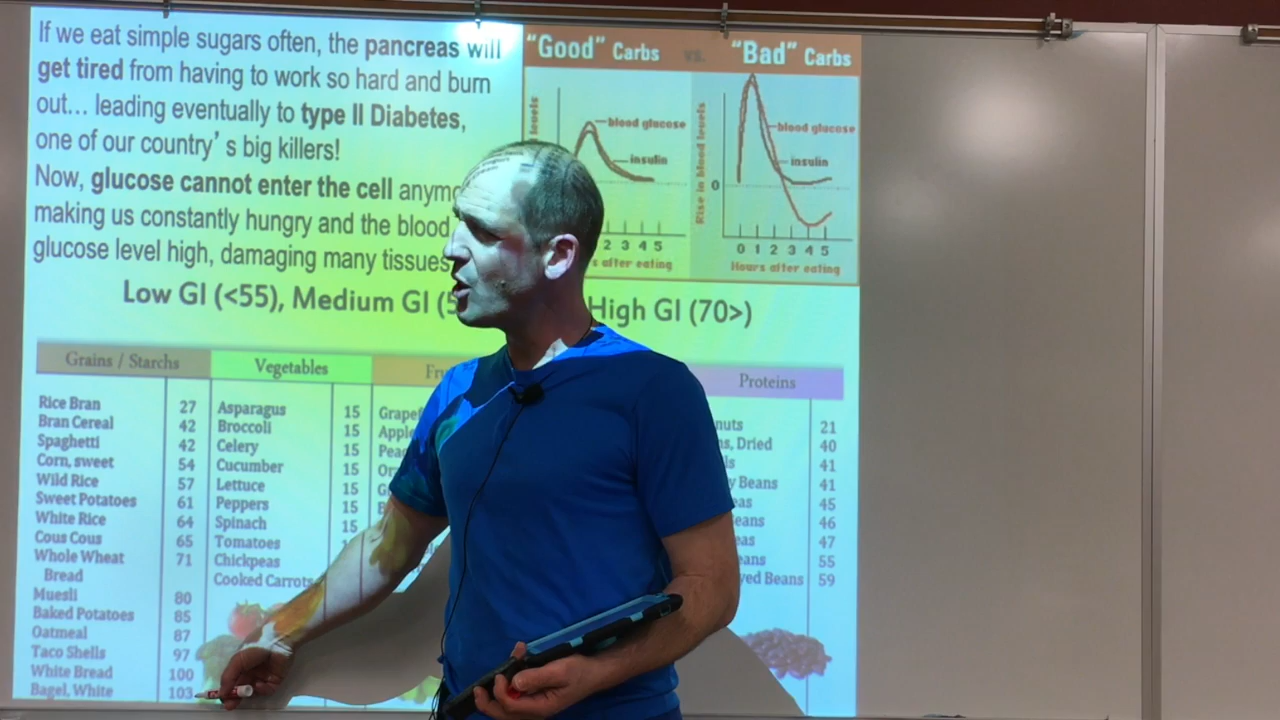 If we eat simple sugars often, the pancreas will
get tired from having to work so hard and burn
out... leading eventually to type II Diabetes,
one of our country's big killers!
Now, glucose cannot enter the cell
making us constantly hungry and the blood
glucose level high, damaging many tissues
"Good" Carbs vs. "Bad" Carbs
levels
blood glucose
insulin
2 3 4 5
after eating
Rise in blood levels
blood glucose
insulin
0
0 1 2 3 4 5
Hours after eating
Low GI (<55), Medium GI ( High GI (70>)
Grains / Starchs
Rice Bran 27
Bran Cereal 42
Spaghetti 42
Corn, sweet 54
Wild Rice 57
Sweet Potatoes 61
White Rice 64
Cous Cous 65
Whole Wheat 71
Bread
Muesli 80
Baked Potatoes 85
Oatmeal 87
Taco Shells 97
White Bread 100
Bagel, White 103
Vegetables
Asparagus 15
Broccoli 15
Celery 15
Cucumber 15
Lettuce 15
Peppers 15
Spinach 15
Tomatoes
Chickpeas
Cooked Carrots
Proteins
21
Dried 40
41
Beans 41
45
46
47
55
Beans 59